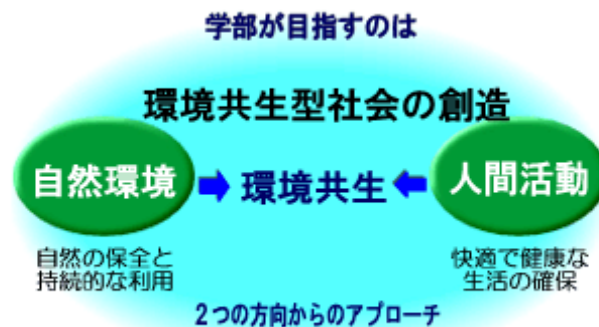 学部が目指すのは
環境共生型社会の創造
自然環境
環境共生
人間活動
自然の保全と
持続的な利用
快適で健康な
生活の確保
2つの方向からのアプローチ